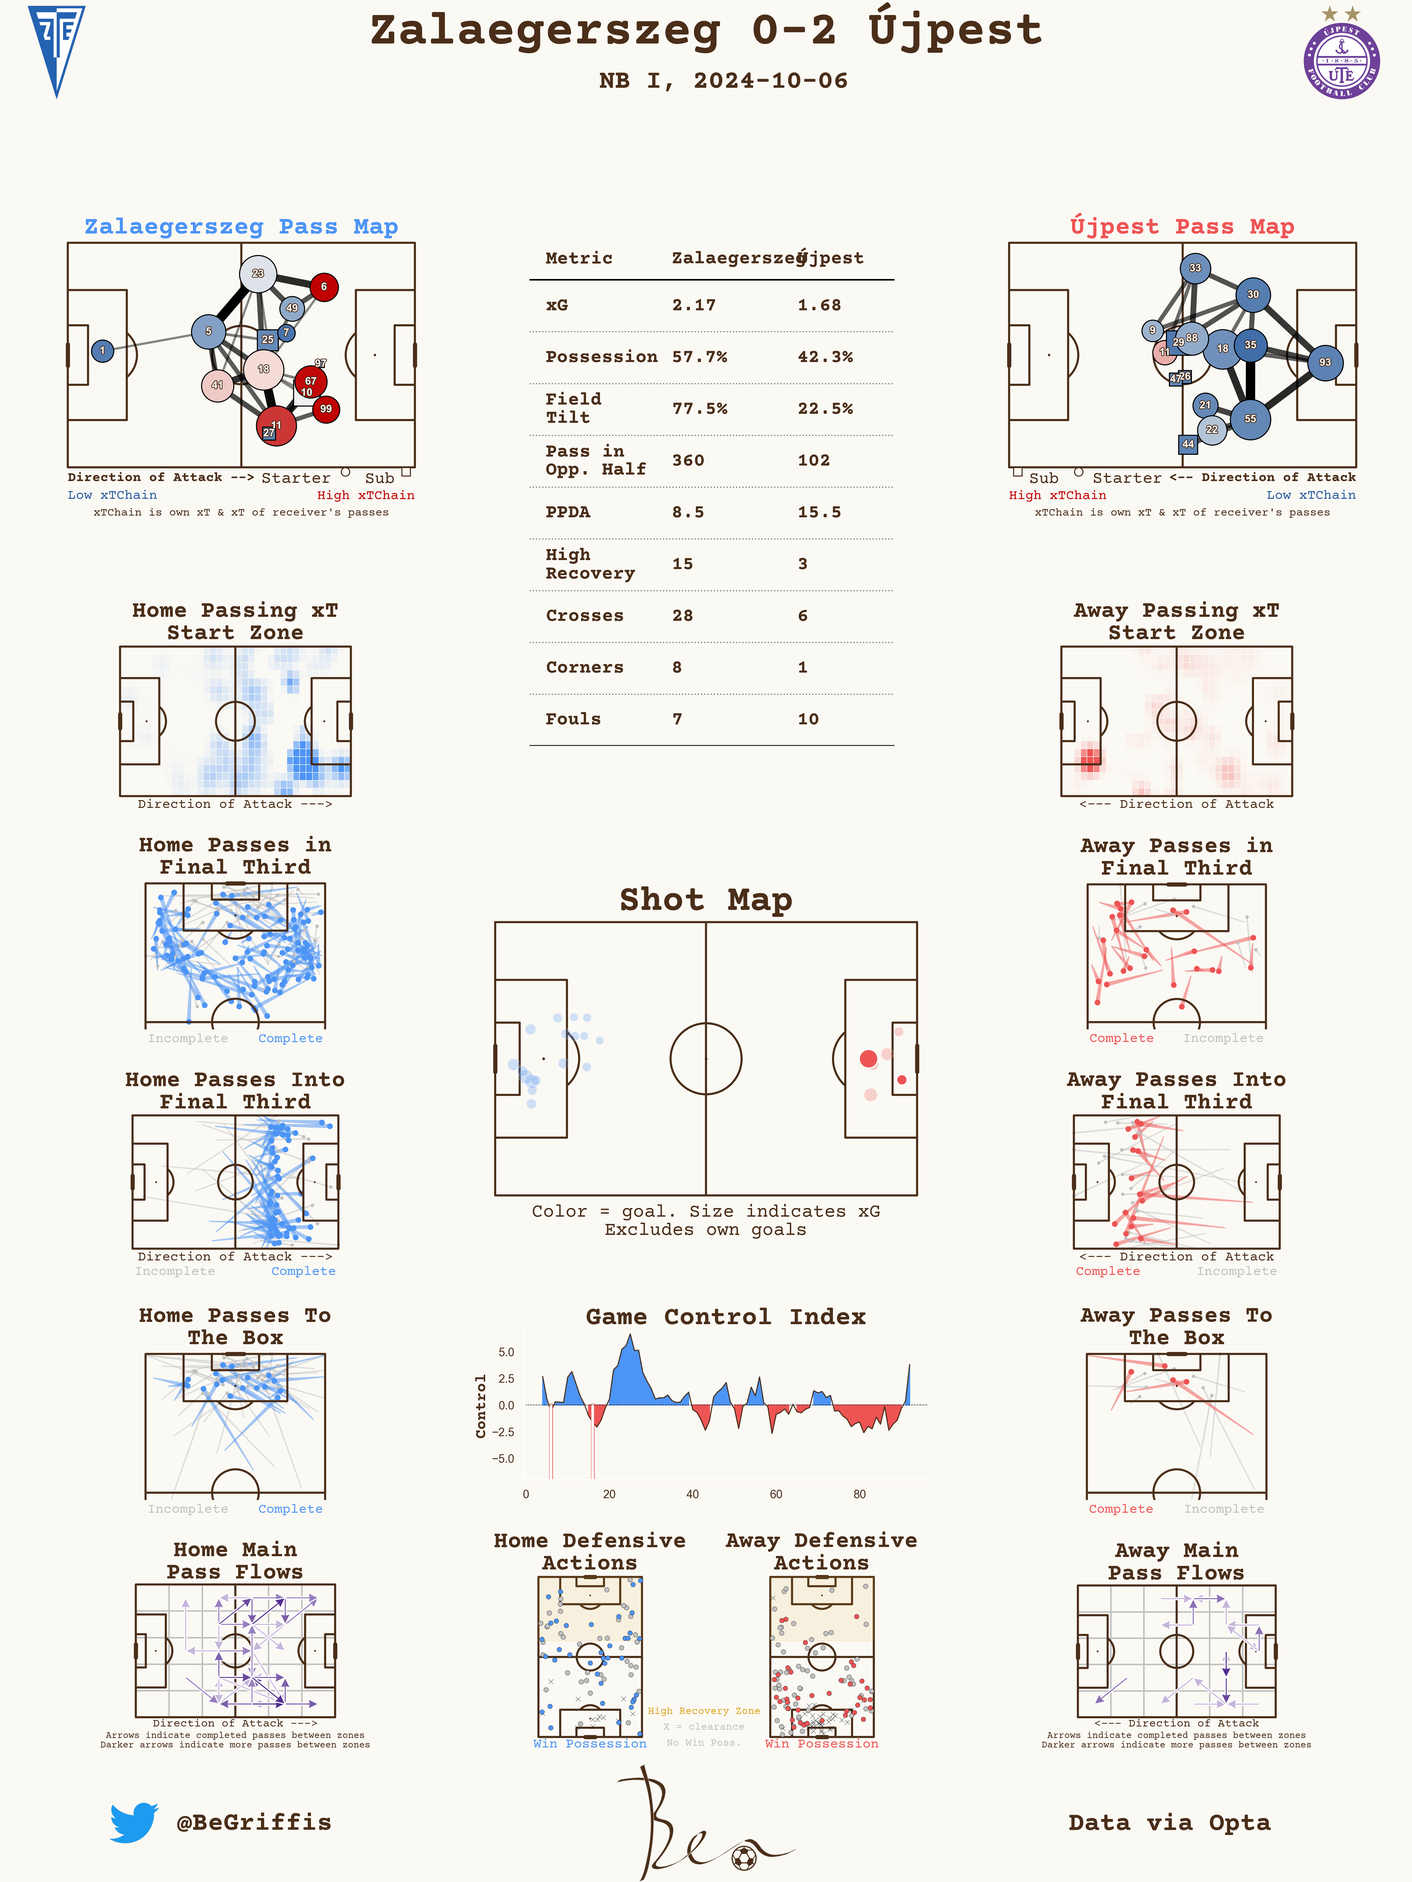 Zalaegerszeg 0-2 Újpest
NB I, 2024-10-06
ZTE
ÚJPEST
·1·8·8·5·
UTE
FOOTBALL CLUB
Zalaegerszeg Pass Map
23
6
49
5
7
25
1
18
97
41
67
10
99
11
27
Direction of Attack --> Starter Sub
Low xTChain High xTChain
xTChain is own xT & xT of receiver's passes
Metric Zalaegerszeg Újpest
xG 2.17 1.68
Possession 57.7% 42.3%
Field
Tilt 77.5% 22.5%
Pass in
Opp. Half 360 102
PPDA 8.5 15.5
High
Recovery 15 3
Crosses 28 6
Corners 8 1
Fouls 7 10
Újpest Pass Map
33
30
9
29
88
11
18
35
93
26
21
55
22
44
Sub Starter <-- Direction of Attack
High xTChain Low xTChain
xTChain is own xT & xT of receiver's passes
Home Passing xT
Start Zone
Direction of Attack --->
Away Passing xT
Start Zone
<--- Direction of Attack
Home Passes in
Final Third
Incomplete Complete
Away Passes in
Final Third
Complete Incomplete
Shot Map
Color = goal. Size indicates xG
Excludes own goals
Home Passes Into
Final Third
Direction of Attack --->
Incomplete Complete
Away Passes Into
Final Third
<--- Direction of Attack
Complete Incomplete
Home Passes To
The Box
Incomplete Complete
Game Control Index
Control
5.0
2.5
0.0
−2.5
−5.0
0 20 40 60 80
Away Passes To
The Box
Complete Incomplete
Home Main
Pass Flows
Direction of Attack --->
Arrows indicate completed passes between zones
Darker arrows indicate more passes between zones
Home Defensive
Actions
Win Possession
High Recovery Zone
X = clearance
No Win Poss.
Away Defensive
Actions
Win Possession
Away Main
Pass Flows
<--- Direction of Attack
Arrows indicate completed passes between zones
Darker arrows indicate more passes between zones
@BeGriffis
Ben
Data via Opta